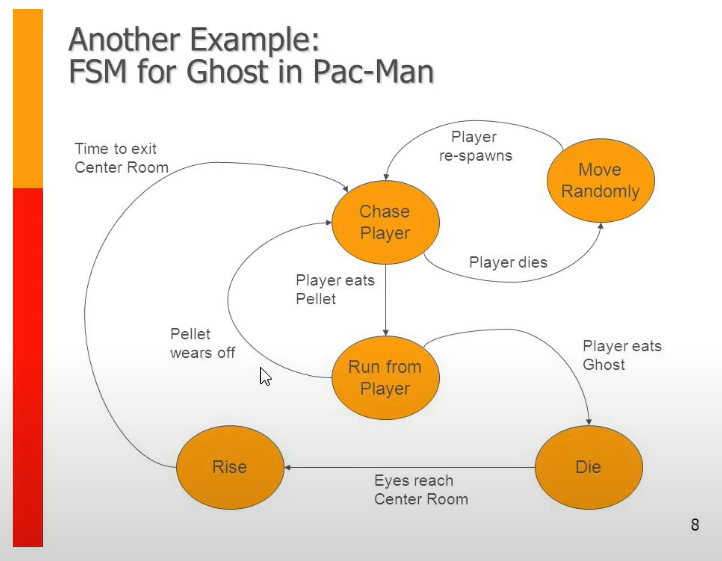 Another Example:
FSM for Ghost in Pac-Man
Time to exit
Center Room
Player
re-spawns
Move
Randomly
Chase
Player
Player dies
Player eats
Pellet
Pellet
wears off
Run from
Player
Player eats
Ghost
Rise
Die
Eyes reach
Center Room
8